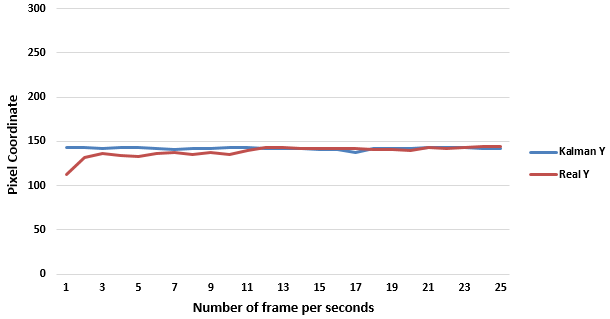 300
250
200
150
100
50
0
Pixel Coordinate
1 3 5 7 9 11 13 15 17 19 21 23 25
Number of frame per seconds
Kalman Y
Real Y